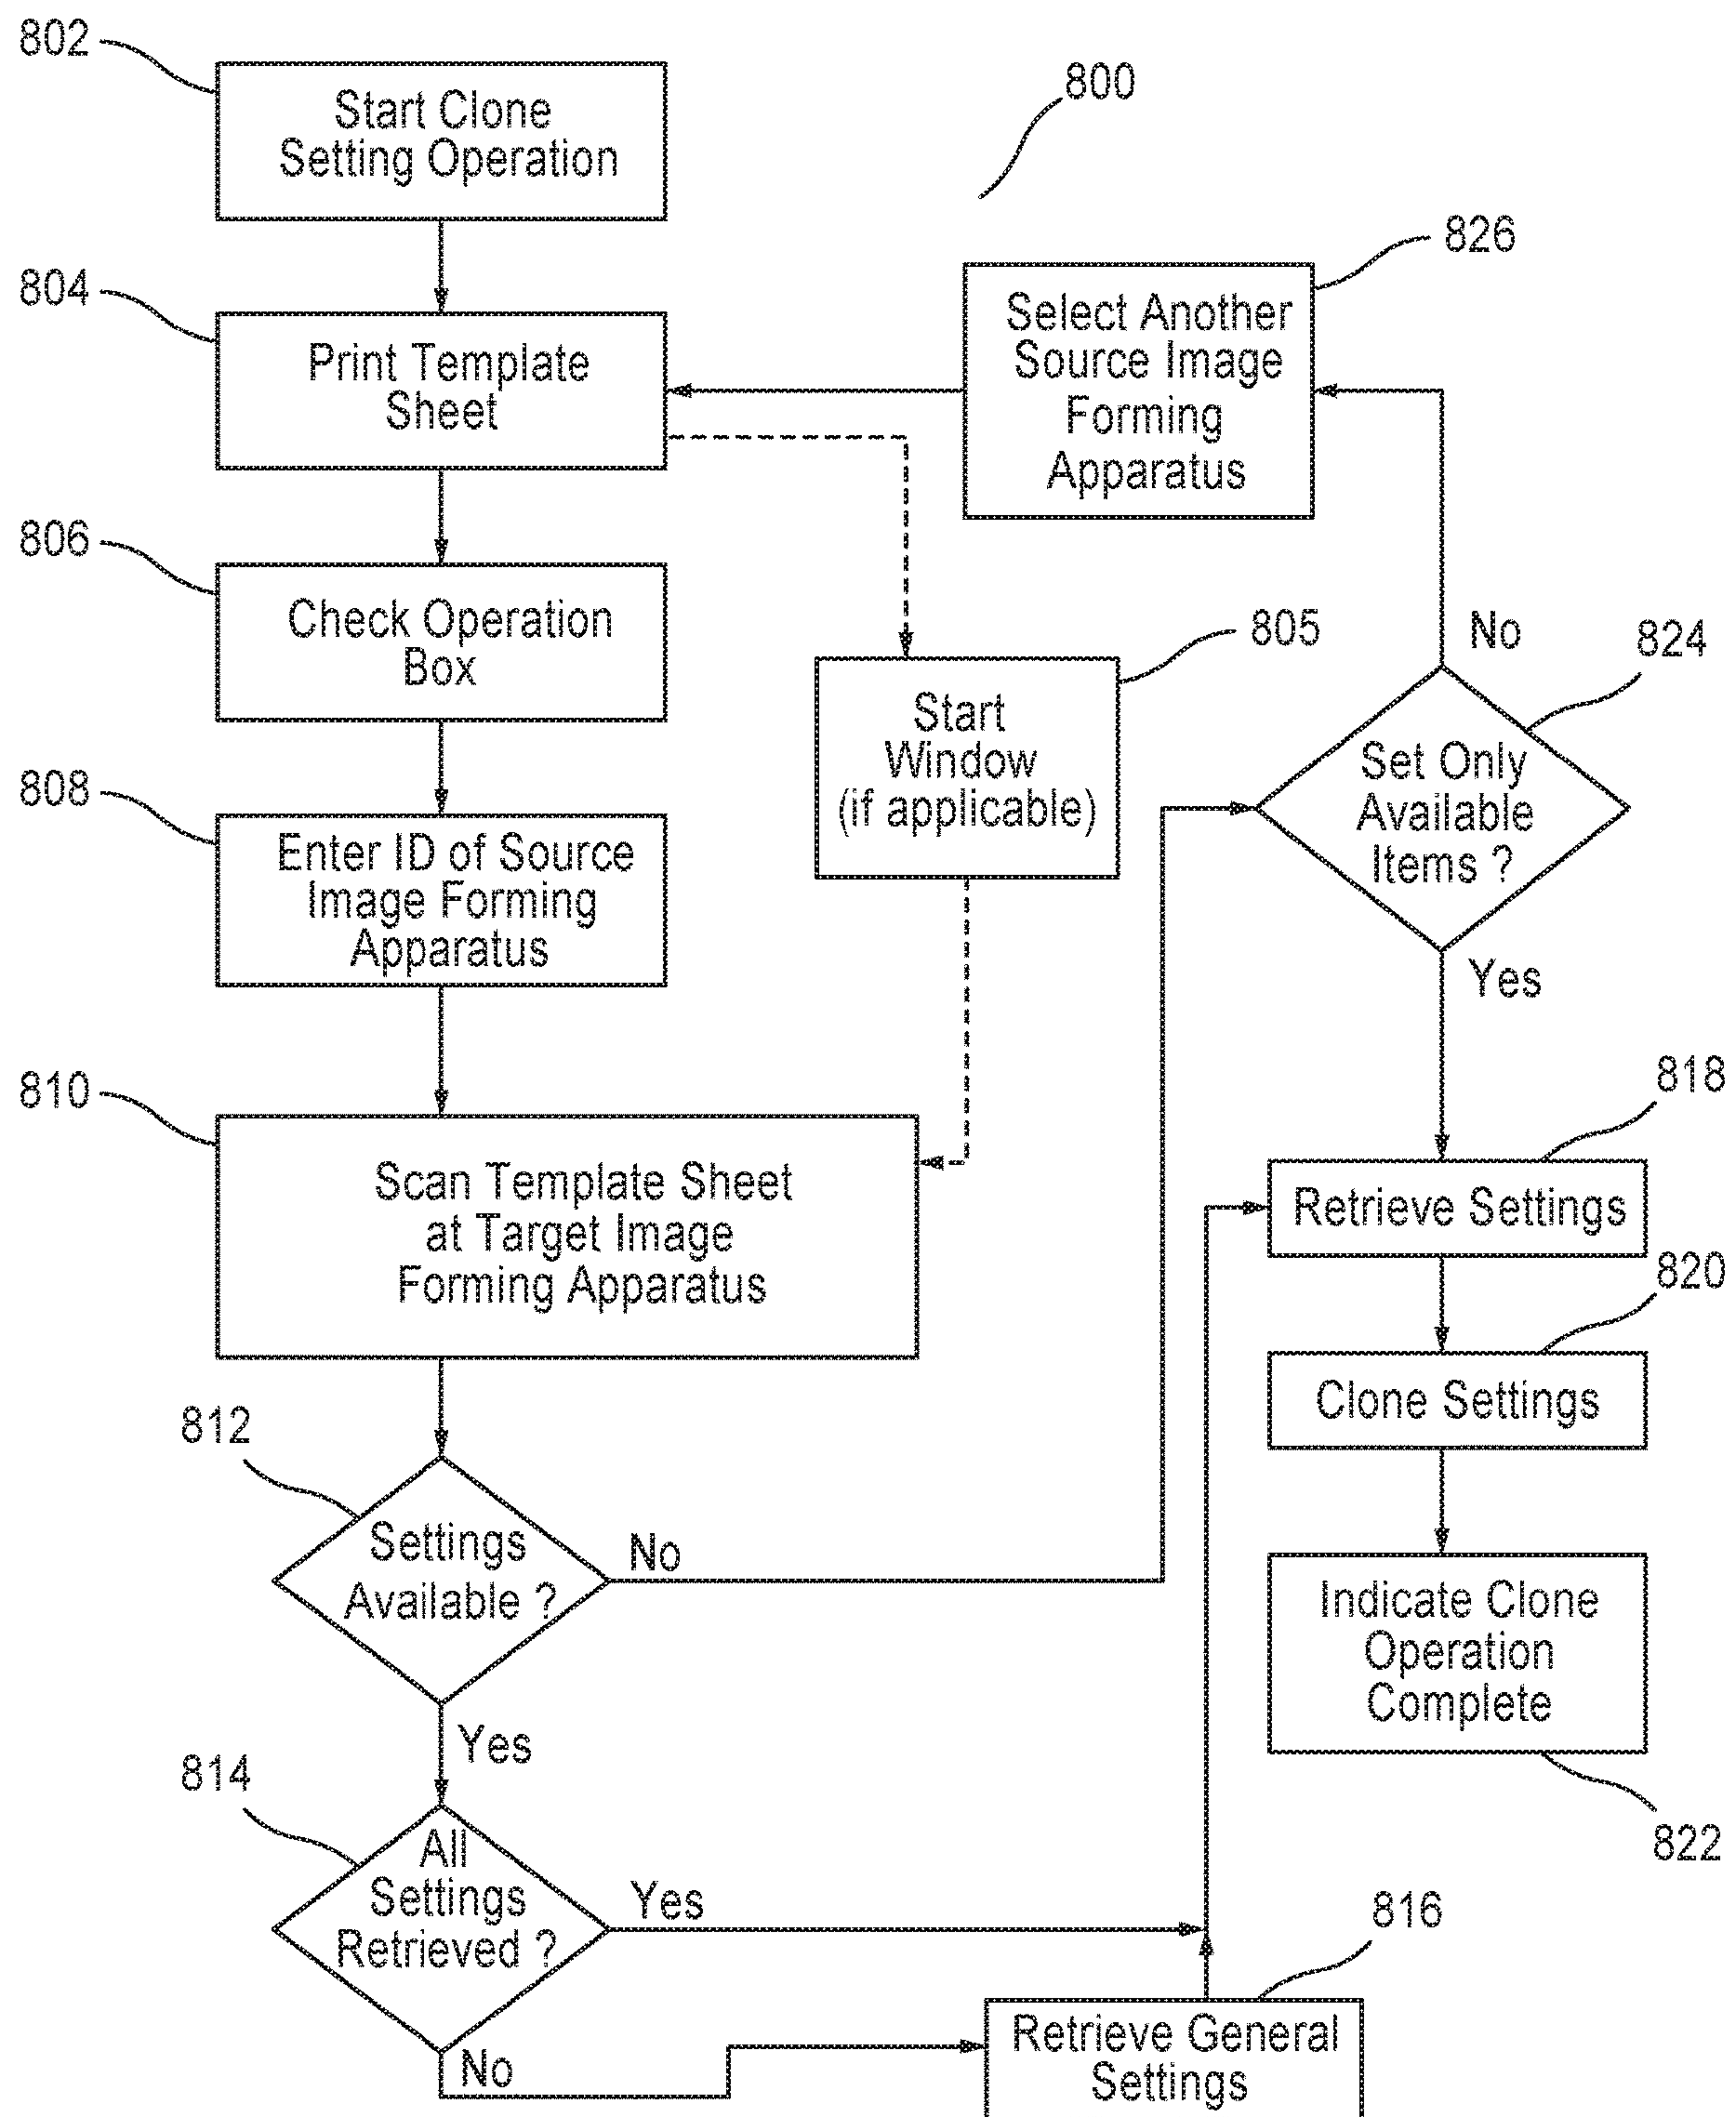 802
Start Clone
Setting Operation
800
804
Print Template
Sheet
826
Select Another
Source Image
Forming
Apparatus
806
Check Operation
Box
805
Start
Window
(if applicable)
No
824
Set Only
Available
Items ?
Yes
808
Enter ID of Source
Image Forming
Apparatus
810
Scan Template Sheet
at Target Image
Forming Apparatus
818
Retrieve Settings
820
Clone Settings
812
Settings
Available ?
No
Yes
Indicate Clone
Operation
Complete
822
814
All
Settings
Retrieved ?
Yes
No
816
Retrieve General
Settings